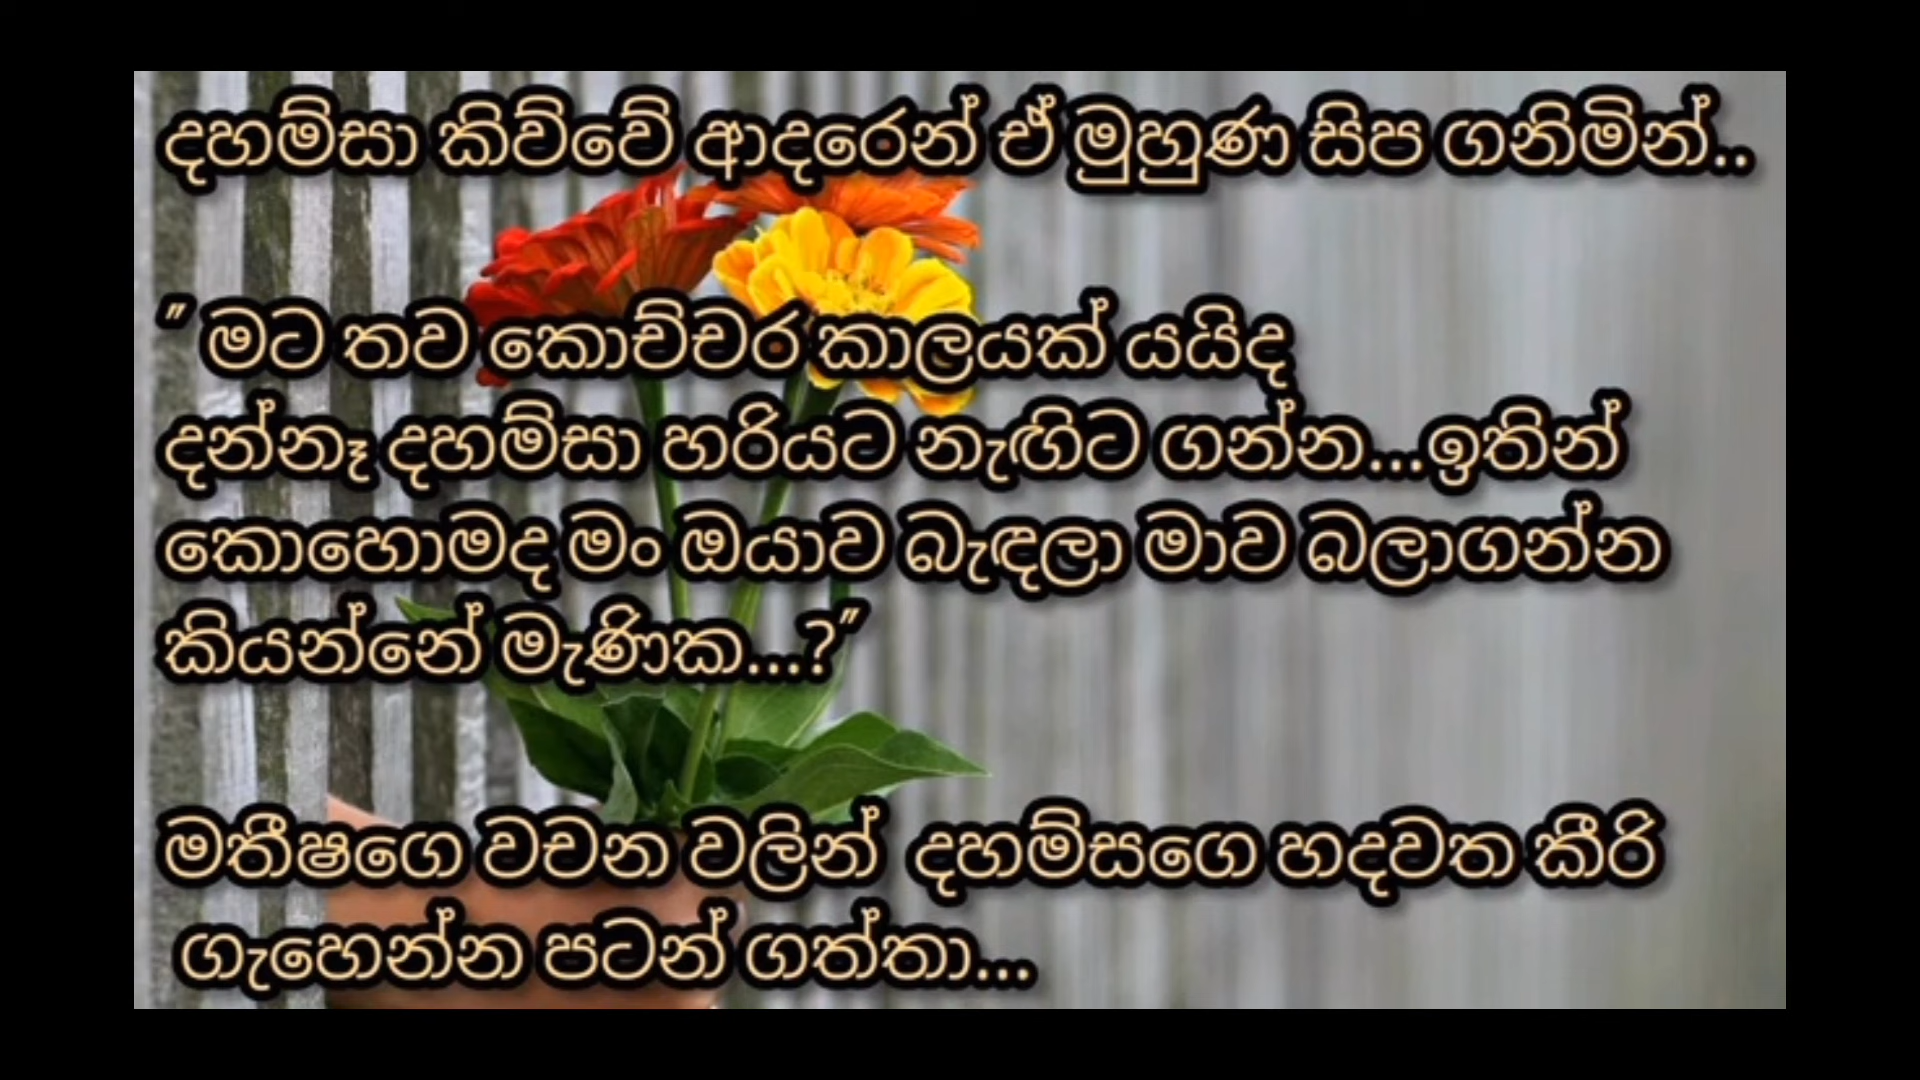 දහම්සා කිව්වේ ආදරෙන් ඒ මුහුණ සිප ගනිමින්..
" මට තව කොච්චර කාලයක් යයිද
දන්නෑ දහම්සා හරියට නැඟිට ගන්න...ඉතින්
කොහොමද මං ඔයාව බැඳලා මාව බලාගන්න
කියන්නේ මැණික...?"
මතීෂගෙ වචන වලින් දහම්සගෙ හදවත කීරි
ගැහෙන්න පටන් ගත්තා...